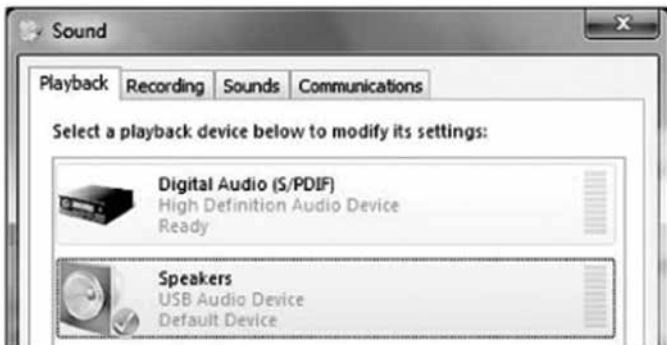 Sound
Playback Recording Sounds Communications
Select a playback device below to modify its settings:
Digital Audio (S/PDIF)
High Definition Audio Device
Ready
Speakers
USB Audio Device
Default Device